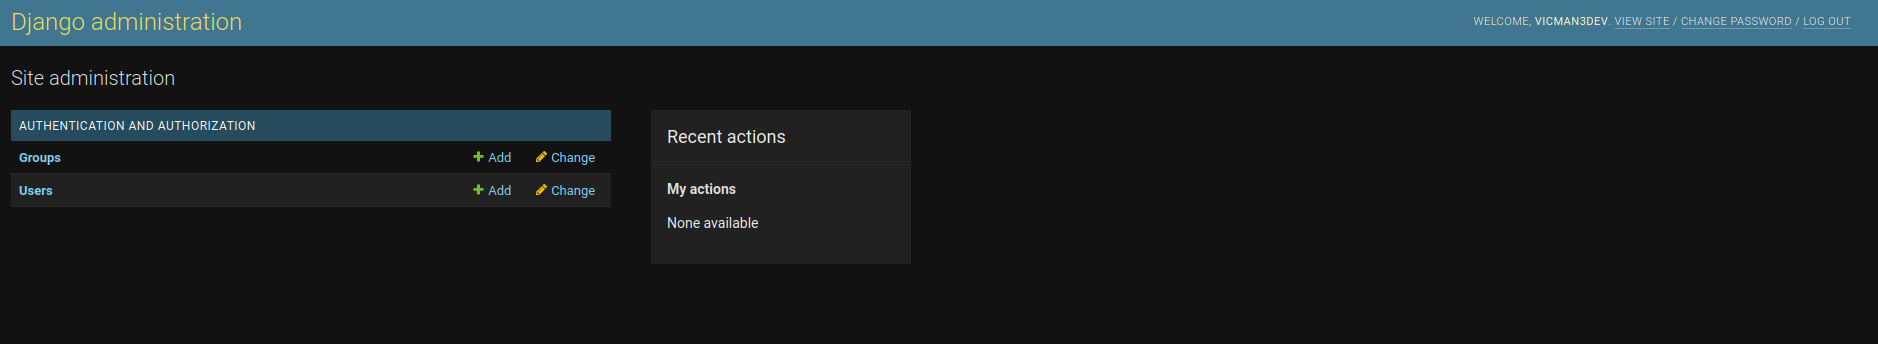 Django administration
WELCOME, VICMAN3DEV. VIEW SITE / CHANGE PASSWORD / LOG OUT
Site administration
AUTHENTICATION AND AUTHORIZATION
Groups Add Change
Users Add Change
Recent actions
My actions
None available